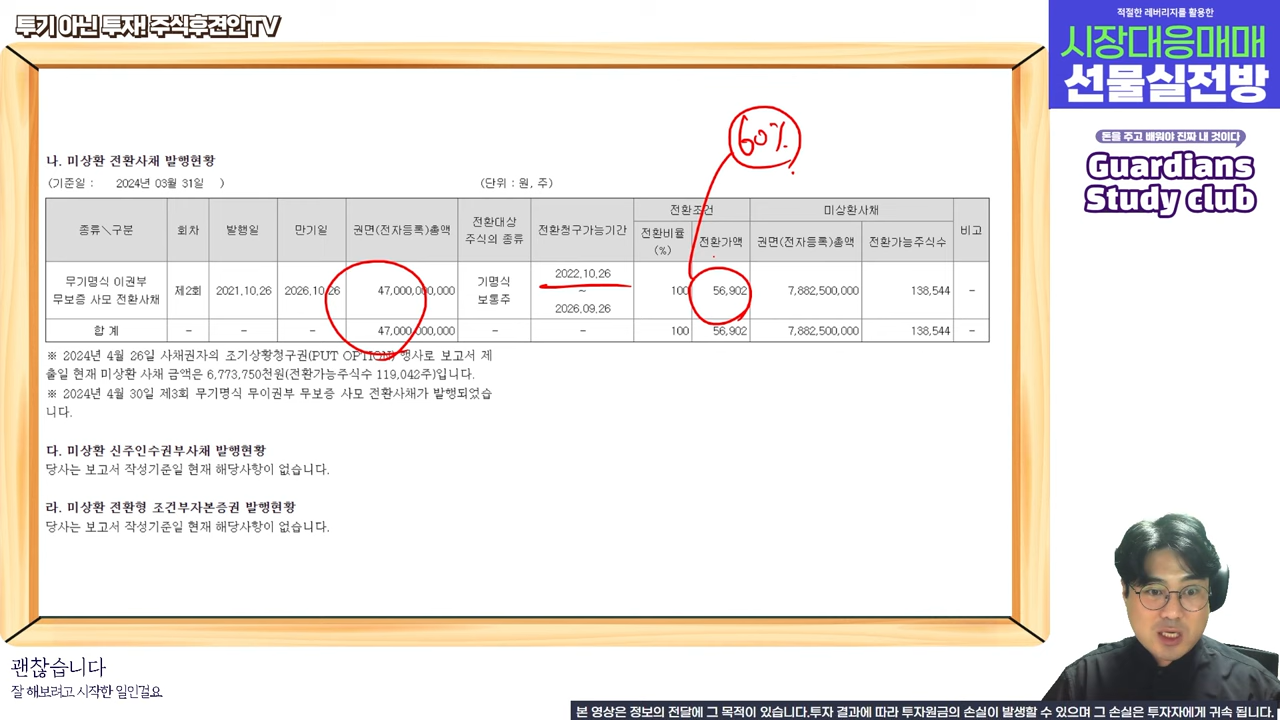 투기 아닌 투자! 주식후견인TV
적절한 레버리지를 활용한
시장대응매매
선물실전방
돈을 주고 배워야 진짜 내 것이다
Guardians
Study club
60%
나. 미상환 전환사채 발행현황
(기준일 : 2024년 03월 31일 ) (단위 : 원, 주)
종류＼구분 회차 발행일 만기일 권면(전자등록)총액 전환대상 주식의 종류 전환청구가능기간 전환조건 미상환사채 비고
전환비율 (%) 전환가액 권면(전자등록)총액 전환가능주식수
무기명식 이권부 무보증 사모 전환사채 제2회 2021.10.26 2026.10.26 47,000,000,000 기명식 보통주 2022.10.26 ~ 2026.09.26 100 56,902 7,882,500,000 138,544 –
합 계 – – – 47,000,000,000 – – 100 56,902 7,882,500,000 138,544 –
※ 2024년 4월 26일 사채권자의 조기상황청구권(PUT OPTION) 행사로 보고서 제
출일 현재 미상환 사채 금액은 6,773,750천원(전환가능주식수 119,042주)입니다.
※ 2024년 4월 30일 제3회 무기명식 무이권부 무보증 사모 전환사채가 발행되었습
니다.
다. 미상환 신주인수권부사채 발행현황
당사는 보고서 작성기준일 현재 해당사항이 없습니다.
라. 미상환 전환형 조건부자본증권 발행현황
당사는 보고서 작성기준일 현재 해당사항이 없습니다.
괜찮습니다
잘 해보려고 시작한 일인걸요
본 영상은 정보의 전달에 그 목적이 있습니다.투자 결과에 따라 투자원금의 손실이 발생할 수 있으며 그 손실은 투자자에게 귀속 됩니다.